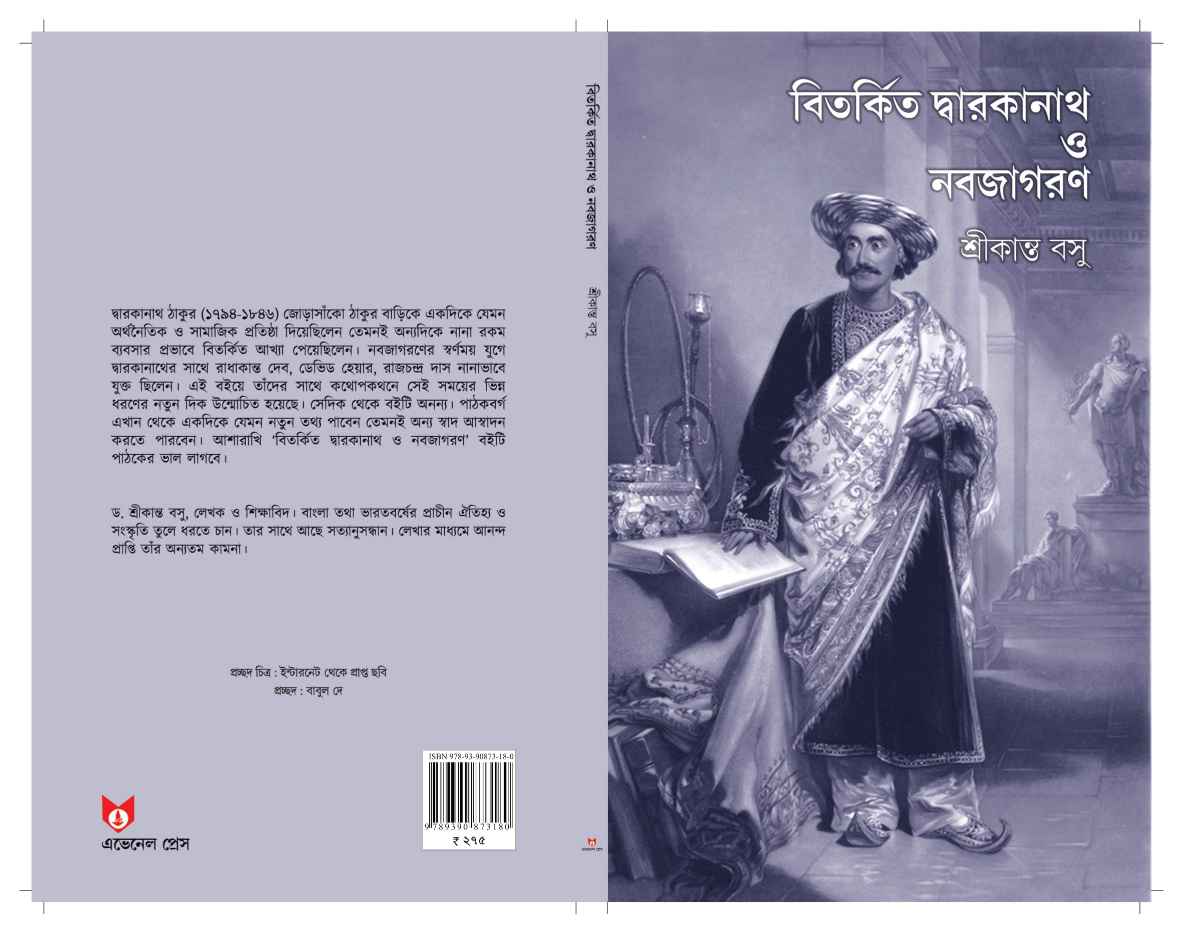 বিতর্কিত দ্বারকানাথ
ও
নবজাগরণ
শ্রীকান্ত বসু
বিতর্কিত দ্বারকানাথ ও নবজাগরণ
শ্রীকান্ত বসু
এভেনেল প্রেস
দ্বারকানাথ ঠাকুর (১৭৯৪-১৮৪৬) জোড়াসাঁকো ঠাকুর বাড়িকে একদিকে যেমন
অর্থনৈতিক ও সামাজিক প্রতিষ্ঠা দিয়েছিলেন তেমনই অন্যদিকে নানা রকম
ব্যবসার প্রভাবে বিতর্কিত আখ্যা পেয়েছিলেন। নবজাগরণের স্বর্ণময় যুগে
দ্বারকানাথের সাথে রাধাকান্ত দেব, ডেভিড হেয়ার, রাজচন্দ্র দাস নানাভাবে
যুক্ত ছিলেন। এই বইয়ে তাঁদের সাথে কথোপকথনে সেই সময়ের ভিন্ন
ধরণের নতুন দিক উন্মোচিত হয়েছে। সেদিক থেকে বইটি অনন্য। পাঠকবর্গ
এখান থেকে একদিকে যেমন নতুন তথ্য পাবেন তেমনই অন্য স্বাদ আস্বাদন
করতে পারবেন। আশারাখি ‘বিতর্কিত দ্বারকানাথ ও নবজাগরণ’ বইটি
পাঠকের ভাল লাগবে।
ড. শ্রীকান্ত বসু, লেখক ও শিক্ষাবিদ। বাংলা তথা ভারতবর্ষের প্রাচীন ঐতিহ্য ও
সংস্কৃতি তুলে ধরতে চান। তার সাথে আছে সত্যানুসন্ধান। লেখার মাধ্যমে আনন্দ
প্রাপ্তি তাঁর অন্যতম কামনা।
প্রচ্ছদ চিত্র : ইন্টারনেট থেকে প্রাপ্ত ছবি
প্রচ্ছদ : বাবুল দে
ISBN 978-93-90873-18-0
9 789390 873180
₹ ২৭৫
এভেনেল প্রেস